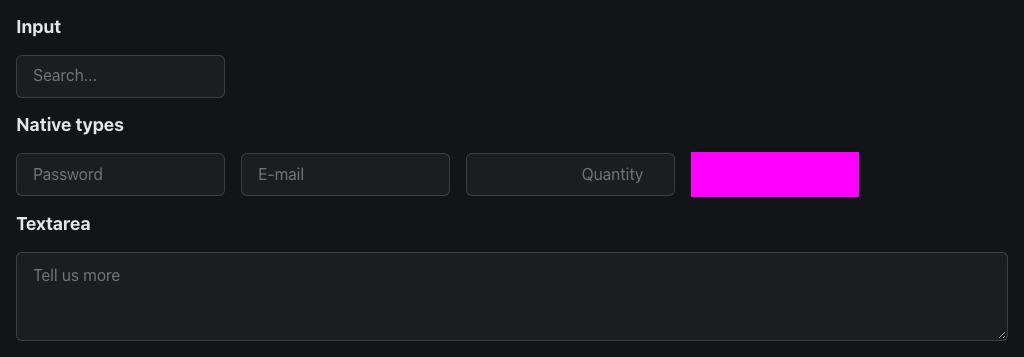 Input
Search...
Native types
Password E-mail Quantity
Textarea
Tell us more